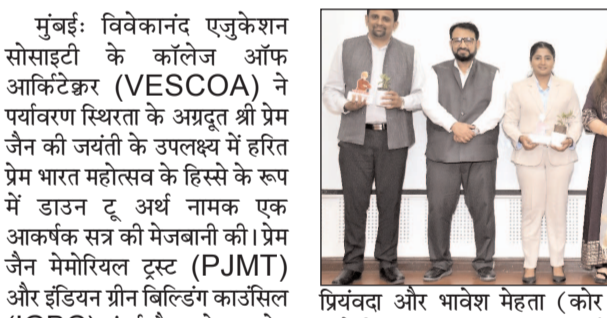 मुंबईः विवेकानंद एजुकेशन
सोसाइटी के कॉलेज ऑफ
आर्किटेक्चर (VESCOA) ने
पर्यावरण स्थिरता के अग्रदूत श्री प्रेम
जैन की जयंती के उपलक्ष्य में हरित
प्रेम भारत महोत्सव के हिस्से के रूप
में डाउन टू अर्थ नामक एक
आकर्षक सत्र की मेजबानी की। प्रेम
जैन मेमोरियल ट्रस्ट (PJMT)
और इंडियन ग्रीन बिल्डिंग काउंसिल
प्रियंवदा और भावेश मेहता (कोर